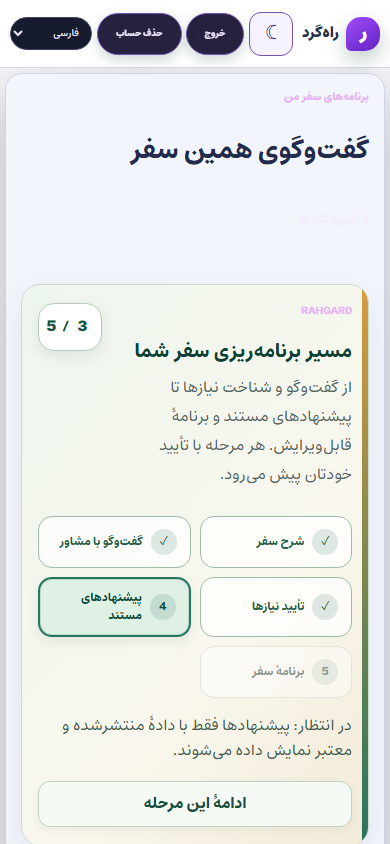 ر
راه‌گرد
☾
خروج
حذف حساب
فارسی
برنامه‌های سفر من
گفت‌وگوی همین سفر
ذخیره‌شده
RAHGARD
5 / 3
مسیر برنامه‌ریزی سفر شما
از گفت‌وگو و شناخت نیازها تا
پیشنهادهای مستند و برنامهٔ
قابل‌ویرایش. هر مرحله با تأیید
خودتان پیش می‌رود.
✓ شرح سفر
✓ گفت‌وگو با مشاور
✓ تأیید نیازها
4 پیشنهادهای
مستند
5 برنامهٔ سفر
در انتظار: پیشنهادها فقط با دادهٔ منتشرشده و
معتبر نمایش داده می‌شوند.
ادامهٔ این مرحله